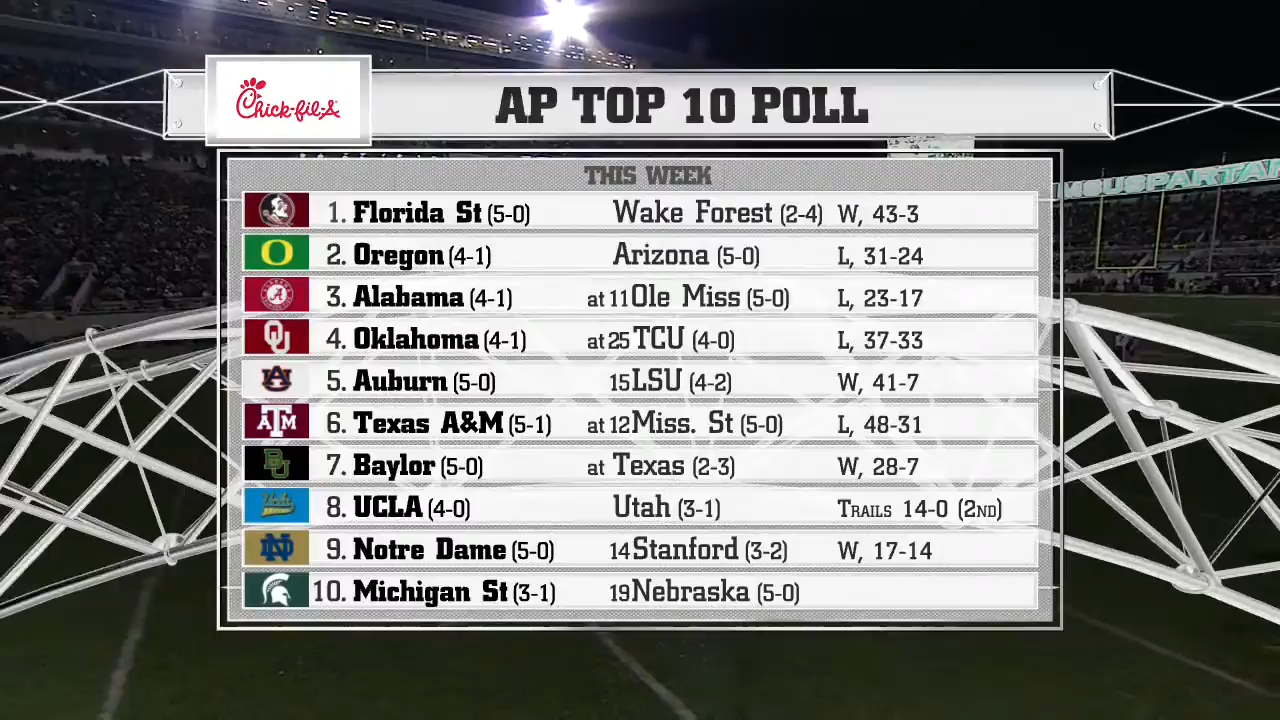 Chick-fil-A
AP TOP 10 POLL
THIS WEEK
1. Florida St (5-0) Wake Forest (2-4) W, 43-3
2. Oregon (4-1) Arizona (5-0) L, 31-24
3. Alabama (4-1) at 11 Ole Miss (5-0) L, 23-17
4. Oklahoma (4-1) at 25 TCU (4-0) L, 37-33
5. Auburn (5-0) 15 LSU (4-2) W, 41-7
6. Texas A&M (5-1) at 12 Miss. St (5-0) L, 48-31
7. Baylor (5-0) at Texas (2-3) W, 28-7
8. UCLA (4-0) Utah (3-1) TRAILS 14-0 (2ND)
9. Notre Dame (5-0) 14 Stanford (3-2) W, 17-14
10. Michigan St (3-1) 19 Nebraska (5-0)